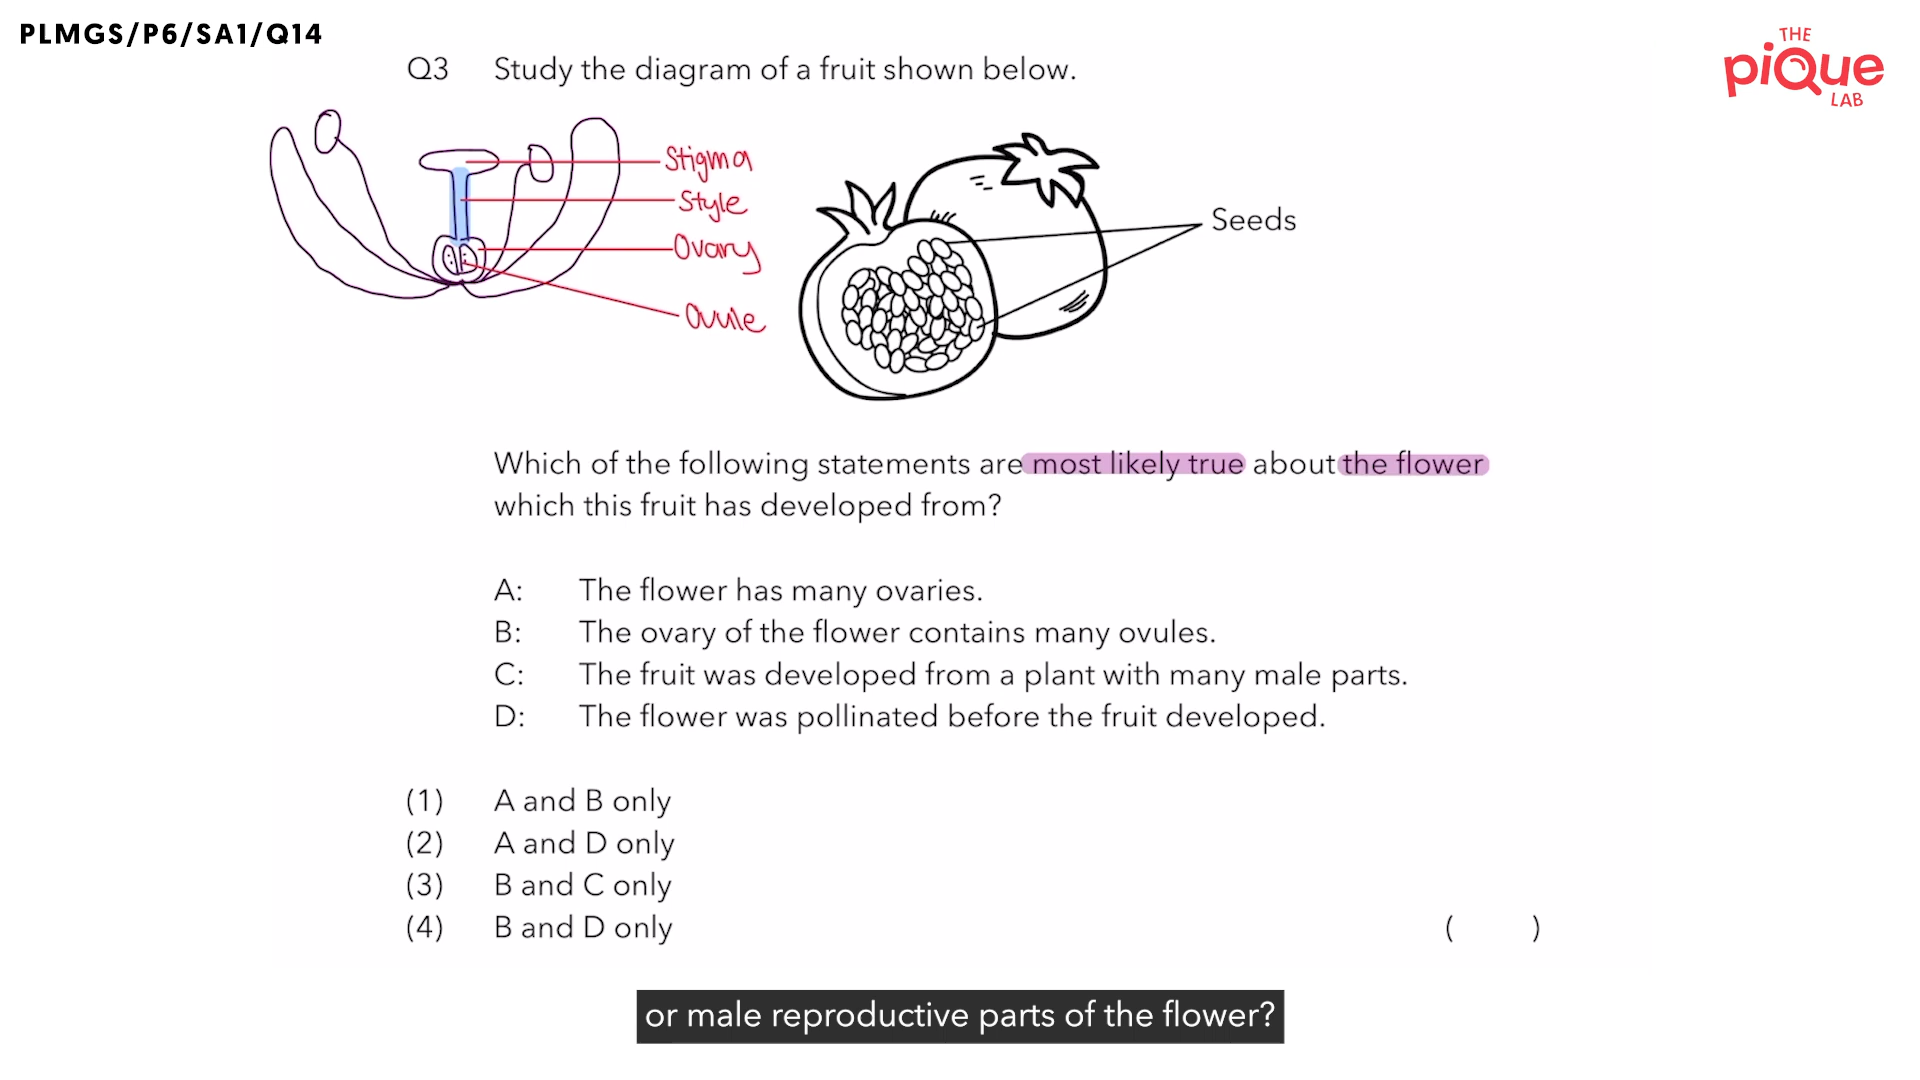 PLMGS/P6/SA1/Q14
THE
piQue
LAB
Q3 Study the diagram of a fruit shown below.
Stigma
Style
Ovary
Ovule
Seeds
Which of the following statements are most likely true about the flower
which this fruit has developed from?
A: The flower has many ovaries.
B: The ovary of the flower contains many ovules.
C: The fruit was developed from a plant with many male parts.
D: The flower was pollinated before the fruit developed.
(1) A and B only
(2) A and D only
(3) B and C only
(4) B and D only ( )
or male reproductive parts of the flower?